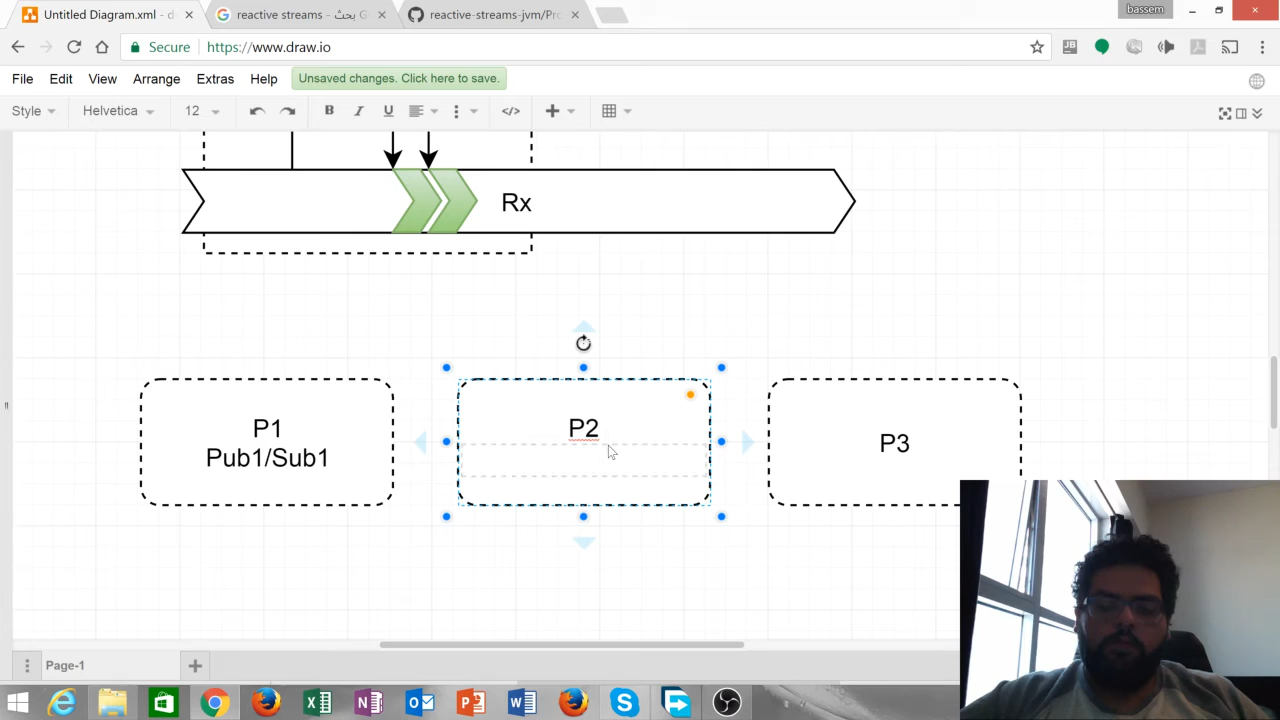 bassem
Untitled Diagram.xml - d
reactive streams - بحث G
reactive-streams-jvm/Pro
Secure
https://www.draw.io
JB
File Edit View Arrange Extras Help
Unsaved changes. Click here to save.
Style Helvetica 12 B I U </>
Rx
P1
Pub1/Sub1
P2
P3
Page-1